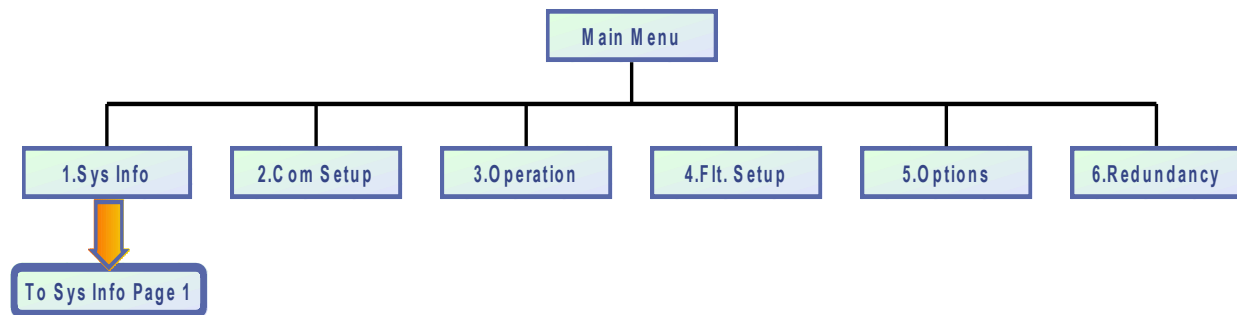 Main Menu
1.Sys Info
2.Com Setup
3.Operation
4.Flt. Setup
5.Options
6.Redundancy
To Sys Info Page 1